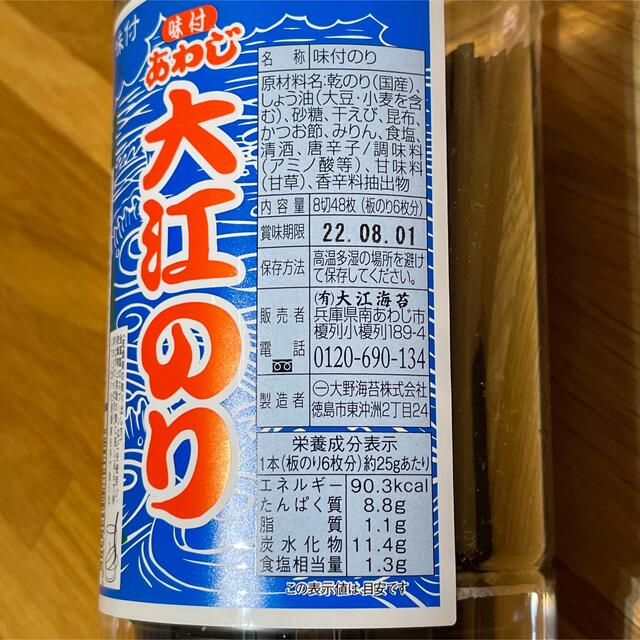 味付
味付
あわじ
大江のり
名称 味付のり
原材料名:乾のり(国産)、
しょう油(大豆・小麦を含
む)、砂糖、干えび、昆布、
かつお節、みりん、食塩、
清酒、唐辛子/調味料
(アミノ酸等)、甘味料
(甘草)、香辛料抽出物
内容量 8切48枚(板のり6枚分)
賞味期限 22.08.01
保存方法 高温多湿の場所を避け
て保存してください。
販売者 (有)大江海苔
兵庫県南あわじ市
榎列小榎列189-4
電話 0120-690-134
製造者 大野海苔株式会社
徳島市東沖洲2丁目24
栄養成分表示
1本(板のり6枚分)約25gあたり
エネルギー 90.3kcal
たんぱく質 8.8g
脂質 1.1g
炭水化物 11.4g
食塩相当量 1.3g
この表示値は、目安です